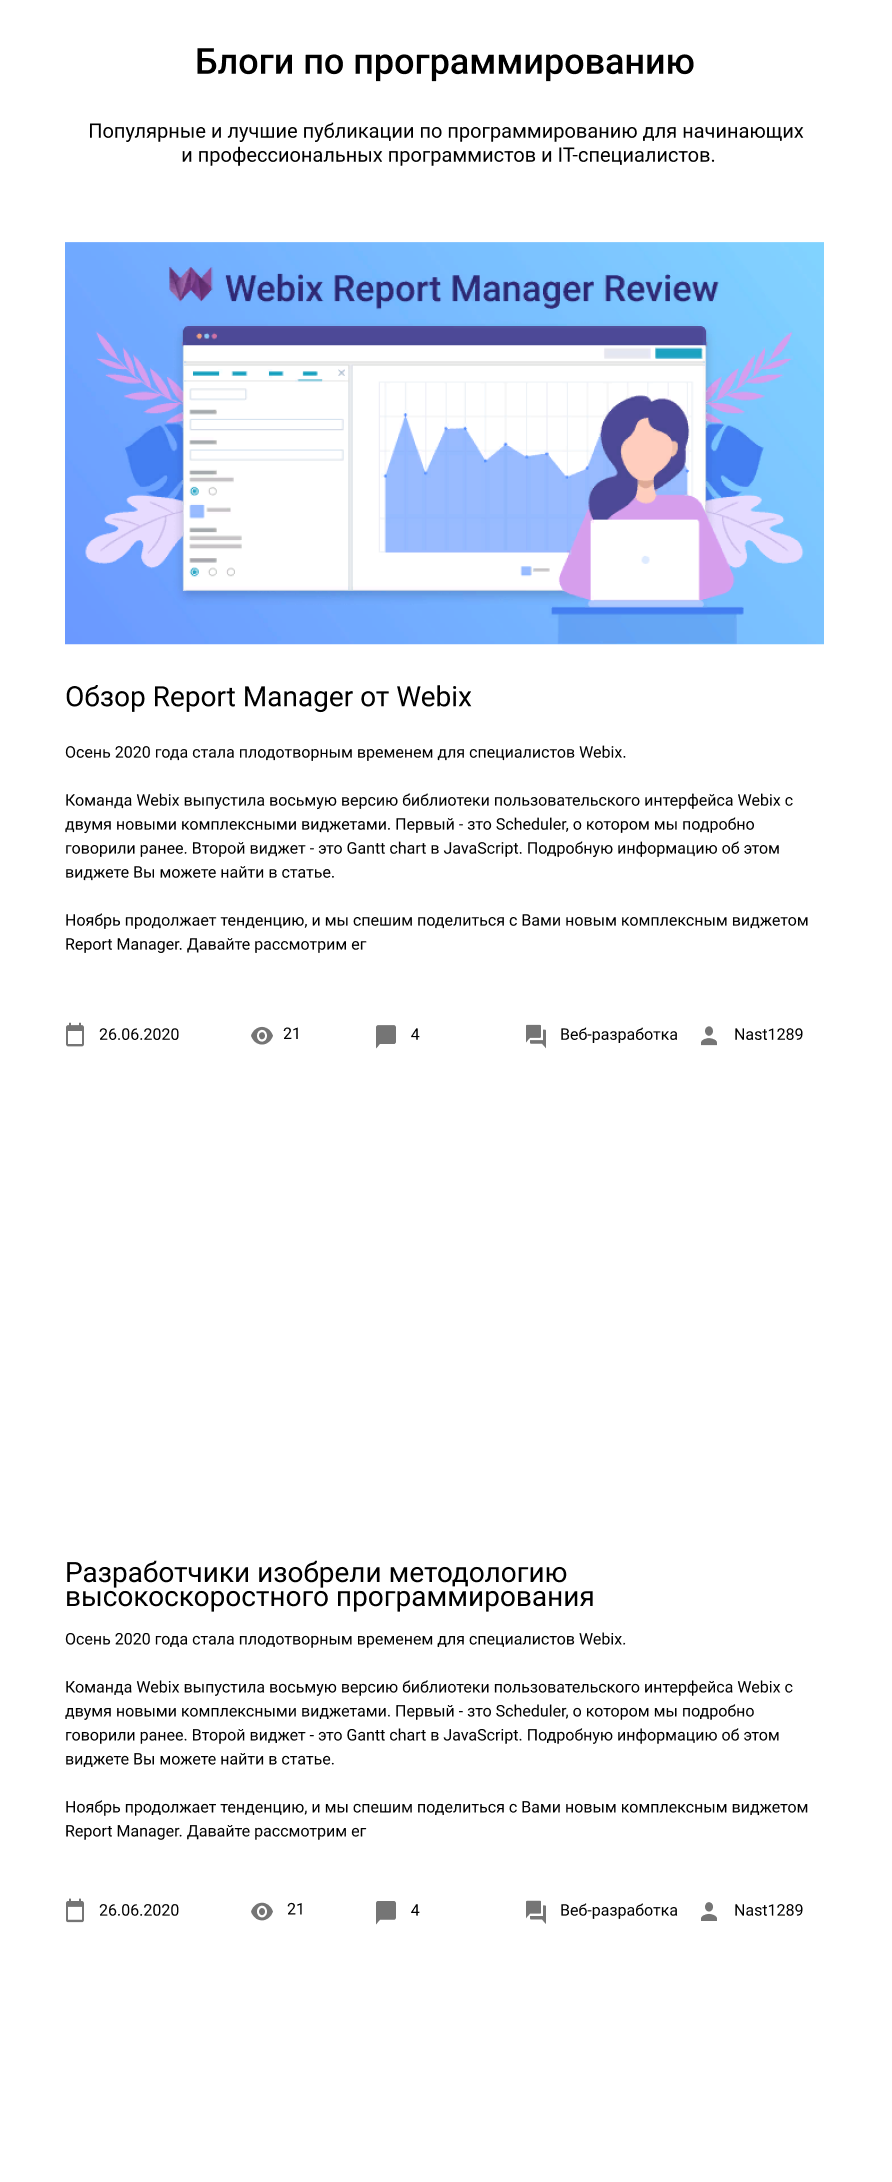 Блоги по программированию
Популярные и лучшие публикации по программированию для начинающих
и профессиональных программистов и IT-специалистов.
Webix Report Manager Review
Обзор Report Manager от Webix
Осень 2020 года стала плодотворным временем для специалистов Webix.
Команда Webix выпустила восьмую версию библиотеки пользовательского интерфейса Webix с
двумя новыми комплексными виджетами. Первый - зто Scheduler, о котором мы подробно
говорили ранее. Второй виджет - это Gantt chart в JavaScript. Подробную информацию об этом
виджете Вы можете найти в статье.
Ноябрь продолжает тенденцию, и мы спешим поделиться с Вами новым комплексным виджетом
Report Manager. Давайте рассмотрим ег
26.06.2020 21 4 Веб-разработка Nast1289
Разработчики изобрели методологию
высокоскоростного программирования
Осень 2020 года стала плодотворным временем для специалистов Webix.
Команда Webix выпустила восьмую версию библиотеки пользовательского интерфейса Webix с
двумя новыми комплексными виджетами. Первый - зто Scheduler, о котором мы подробно
говорили ранее. Второй виджет - это Gantt chart в JavaScript. Подробную информацию об этом
виджете Вы можете найти в статье.
Ноябрь продолжает тенденцию, и мы спешим поделиться с Вами новым комплексным виджетом
Report Manager. Давайте рассмотрим ег
26.06.2020 21 4 Веб-разработка Nast1289